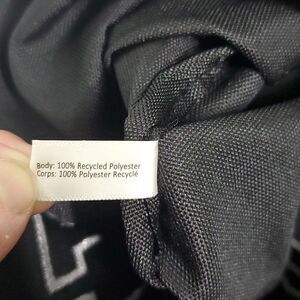 Body: 100% Recycled Polyester
Corps: 100% Polyester Recyclé